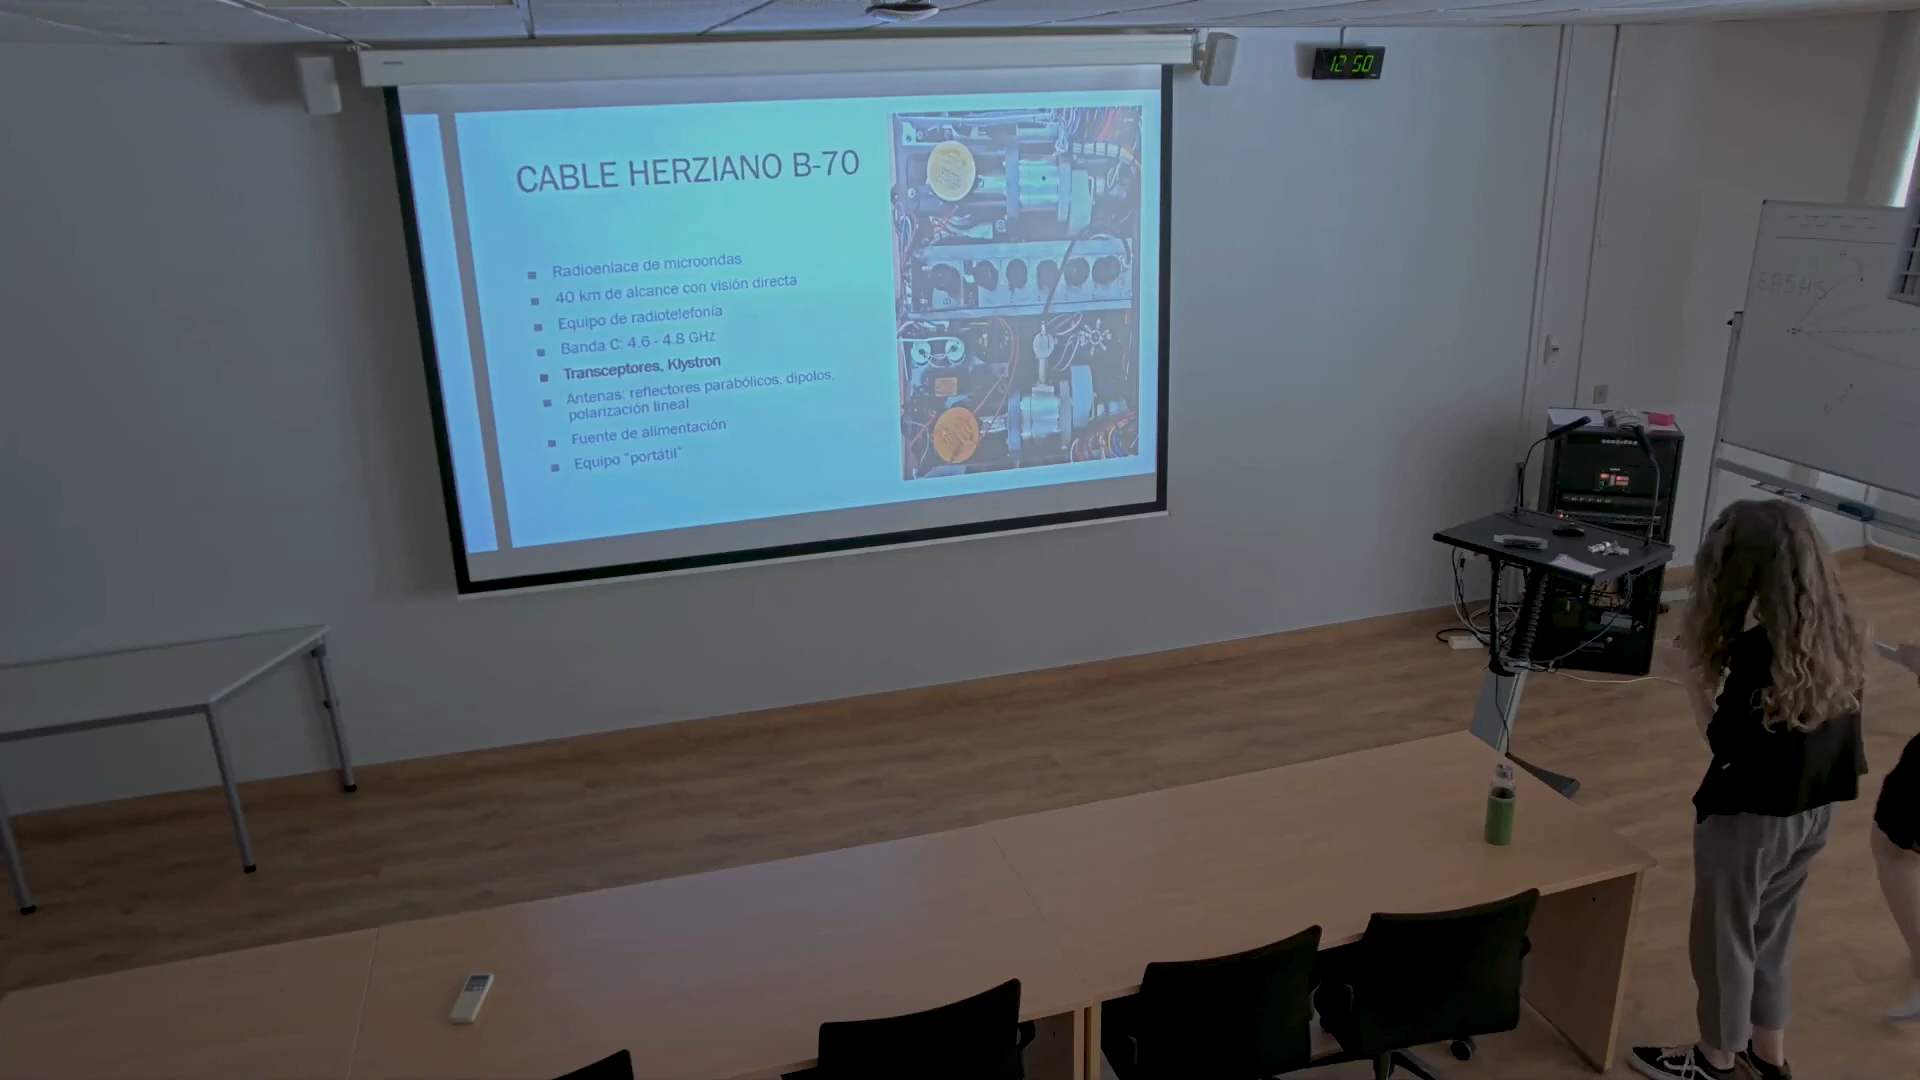 12 50
CABLE HERZIANO B-70
Radioenlace de microondas
40 km de alcance con visión directa
Equipo de radiotelefonía
Banda C: 4.6 - 4.8 GHz
Transceptores, Klystron
Antenas: reflectores parabólicos, dipolos,
polarización lineal
Fuente de alimentación
Equipo "portátil"